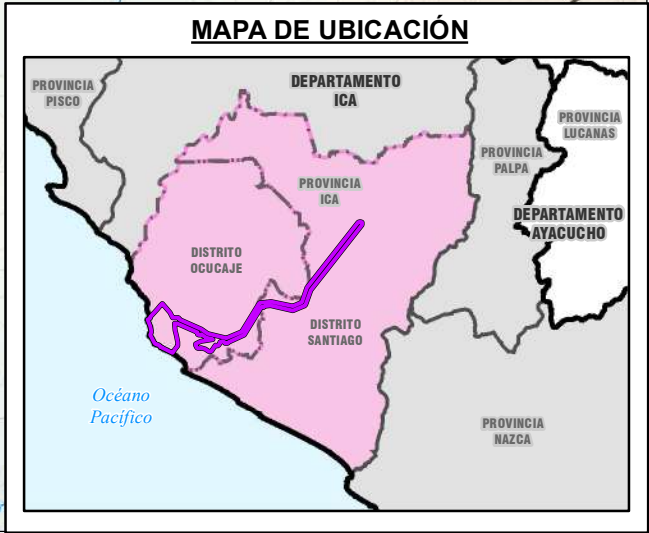 MAPA DE UBICACIÓN
PROVINCIA
PISCO
DEPARTAMENTO
ICA
PROVINCIA
LUCANAS
PROVINCIA
PALPA
PROVINCIA
ICA
DEPARTAMENTO
AYACUCHO
DISTRITO
OCUCAJE
DISTRITO
SANTIAGO
Océano
Pacífico
PROVINCIA
NAZCA